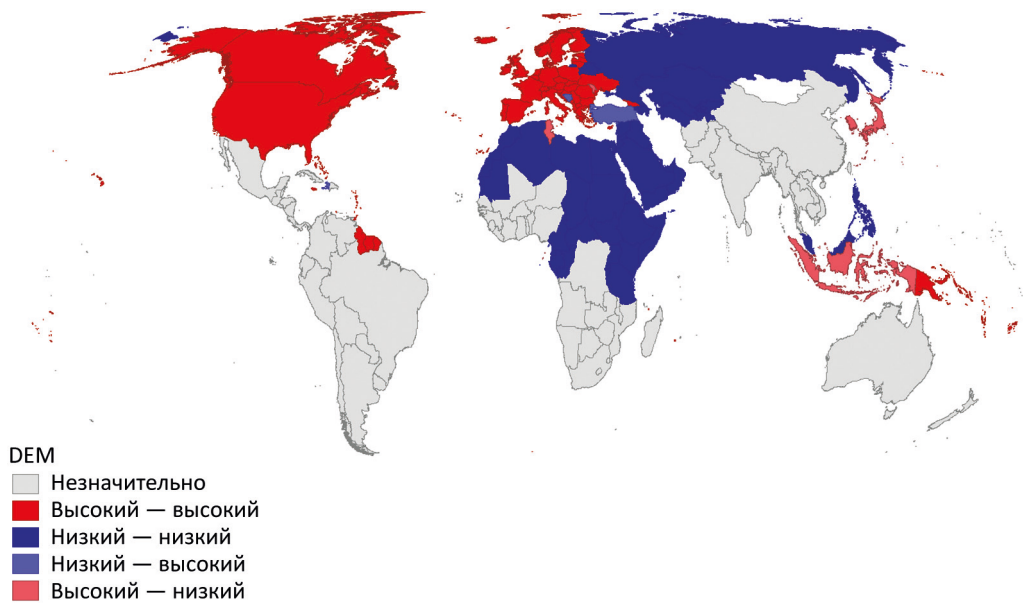 DEM
Незначительно
Высокий — высокий
Низкий — низкий
Низкий — высокий
Высокий — низкий